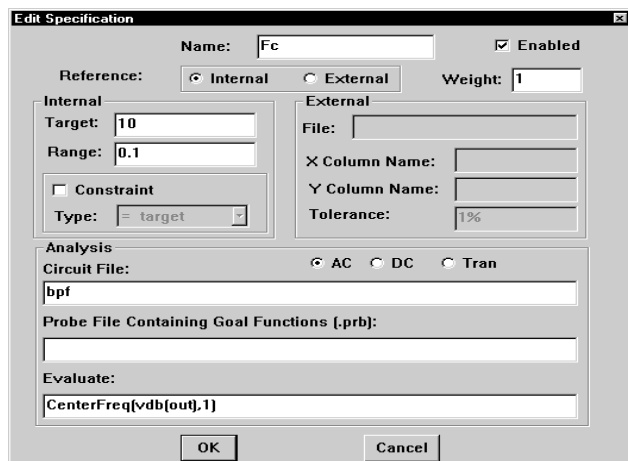 Edit Specification
Name: Fc Enabled
Reference: Internal External Weight: 1
Internal
Target: 10
Range: 0.1
Constraint
Type: = target
External
File:
X Column Name:
Y Column Name:
Tolerance: 1%
Analysis
Circuit File: AC DC Tran
bpf
Probe File Containing Goal Functions (.prb):
Evaluate:
CenterFreq(vdb(out),1)
OK Cancel